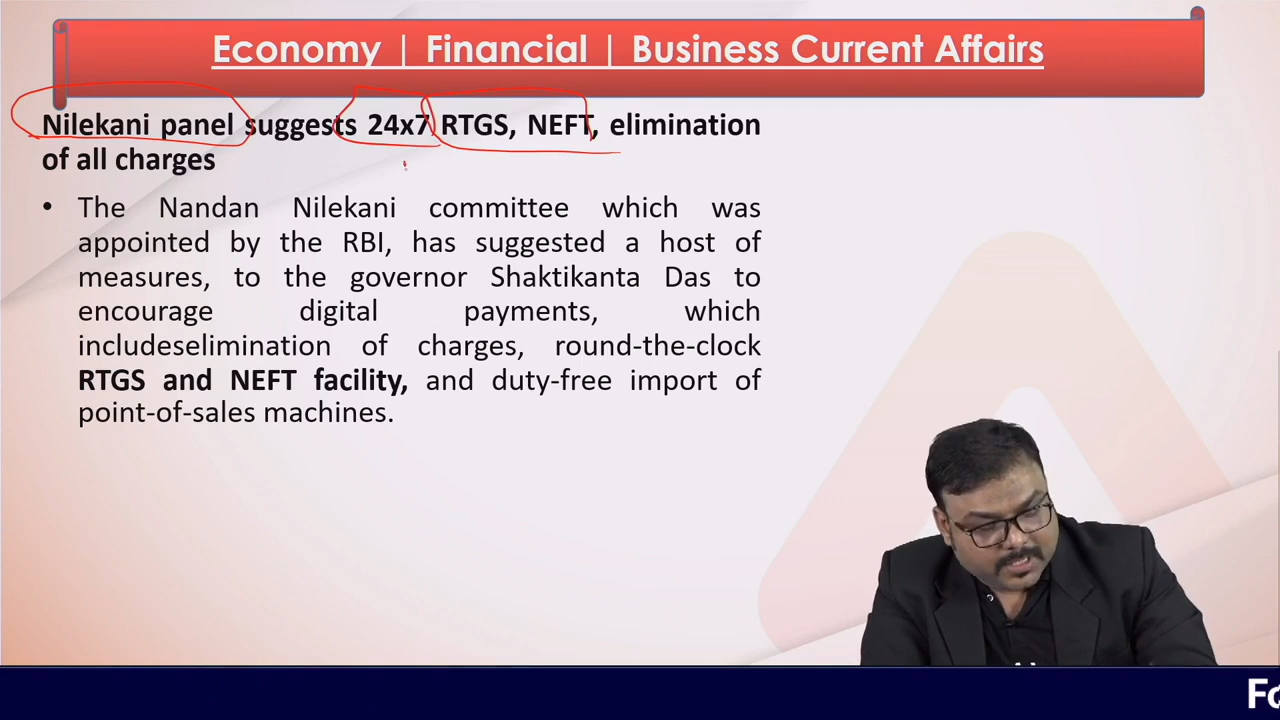 Economy | Financial | Business Current Affairs
Nilekani panel suggests 24x7 RTGS, NEFT, elimination
of all charges
• The Nandan Nilekani committee which was
appointed by the RBI, has suggested a host of
measures, to the governor Shaktikanta Das to
encourage digital payments, which
includeselimination of charges, round-the-clock
RTGS and NEFT facility, and duty-free import of
point-of-sales machines.